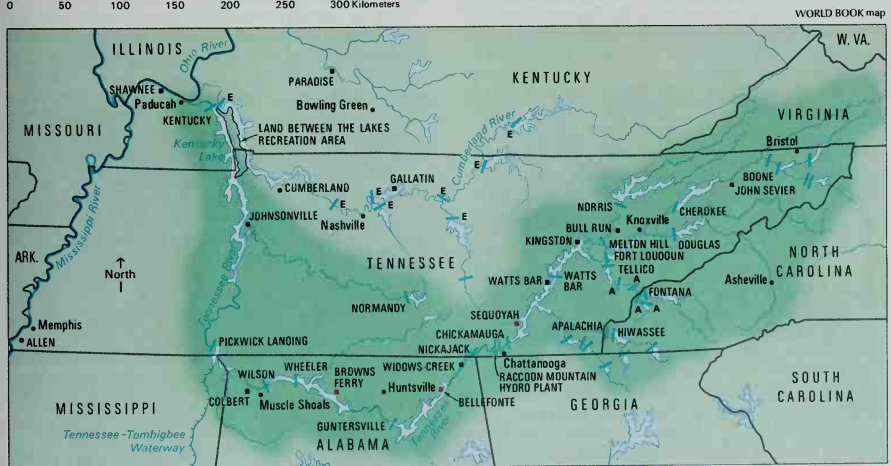 0 50 100 150 200 250 300 Kilometers
WORLD BOOK map
ILLINOIS
Ohio River
W. VA.
PARADISE
KENTUCKY
SHAWNEE
Paducah
E
Bowling Green
VIRGINIA
KENTUCKY
MISSOURI
LAND BETWEEN THE LAKES
RECREATION AREA
Cumberland River
E
Bristol
Kentucky
Lake
E
GALLATIN
BOONE
CUMBERLAND
E
E
JOHN SEVIER
NORRIS
CHEROKEE
E
E
E
JOHNSONVILLE
Nashville
BULL RUN
Knoxville
Mississippi River
KINGSTON
MELTON HILL
DOUGLAS
NORTH
CAROLINA
FORT LOUDOUN
ARK.
North
TENNESSEE
TELLICO
WATTS BAR
WATTS
BAR
A
A
FONTANA
Asheville
Tennessee River
NORMANDY
A
A
SEQUOYAH
Memphis
CHICKAMAUGA
APALACHIA
HIWASSEE
ALLEN
PICKWICK LANDING
NICKAJACK
Chattanooga
WHEELER
WIDOWS CREEK
RACCOON MOUNTAIN
HYDRO PLANT
WILSON
BROWNS
FERRY
Huntsville
SOUTH
CAROLINA
COLBERT
Muscle Shoals
BELLEFONTE
MISSISSIPPI
GEORGIA
GUNTERSVILLE
Tennessee River
Tennessee-Tombigbee
Waterway
ALABAMA